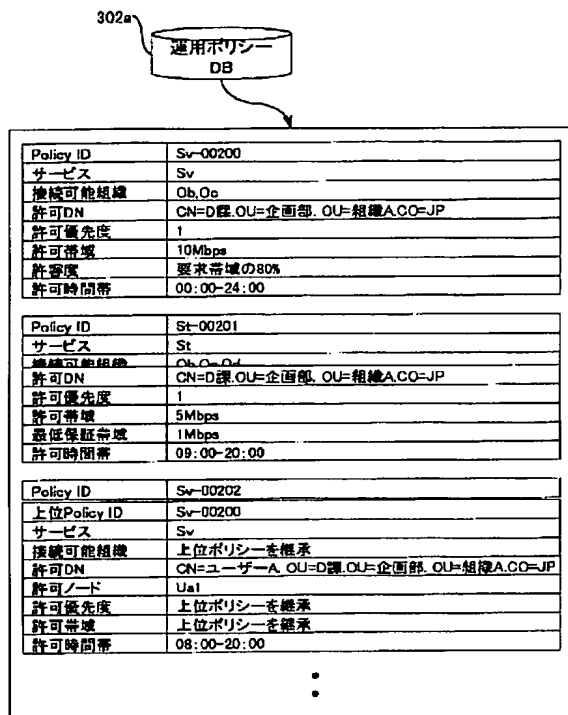 302a
運用ポリシー
DB
Policy ID Sv-00200
サービス Sv
接続可能組織 Ob,Oc
許可DN CN=D課.OU=企画部. OU=組織A.CO=JP
許可優先度 1
許可帯域 10Mbps
許容度 要求帯域の80%
許可時間帯 00:00-24:00
Policy ID St-00201
サービス St
接続可能組織 Ob,Oc,Od
許可DN CN=D課.OU=企画部. OU=組織A.CO=JP
許可優先度 1
許可帯域 5Mbps
最低保証帯域 1Mbps
許可時間帯 09:00-20:00
Policy ID Sv-00202
上位Policy ID Sv-00200
サービス Sv
接続可能組織 上位ポリシーを継承
許可DN CN=ユーザーA. OU=D課.OU=企画部. OU=組織A.CO=JP
許可ノード Ua1
許可優先度 上位ポリシーを継承
許可帯域 上位ポリシーを継承
許可時間帯 08:00-20:00